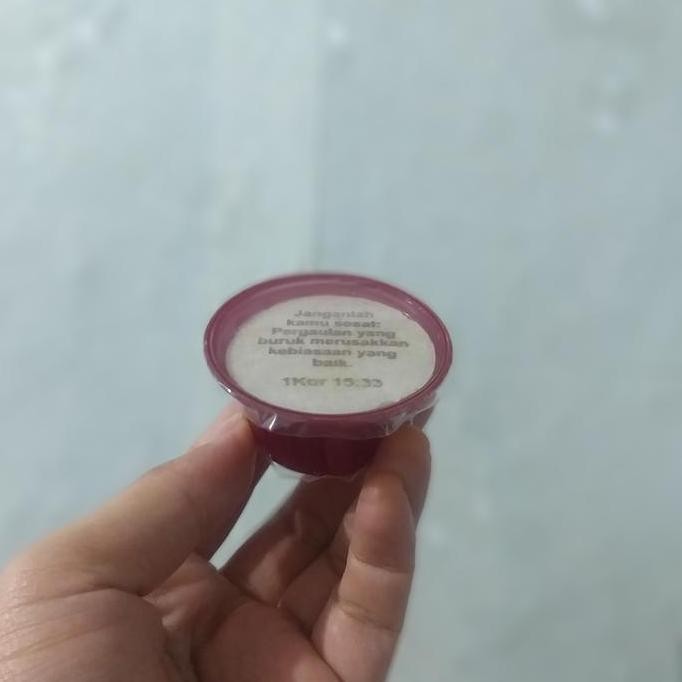 Janganlah
kamu sesat:
Pergaulan yang
buruk merusakkan
kebiasaan yang
baik.
1Kor 15:33